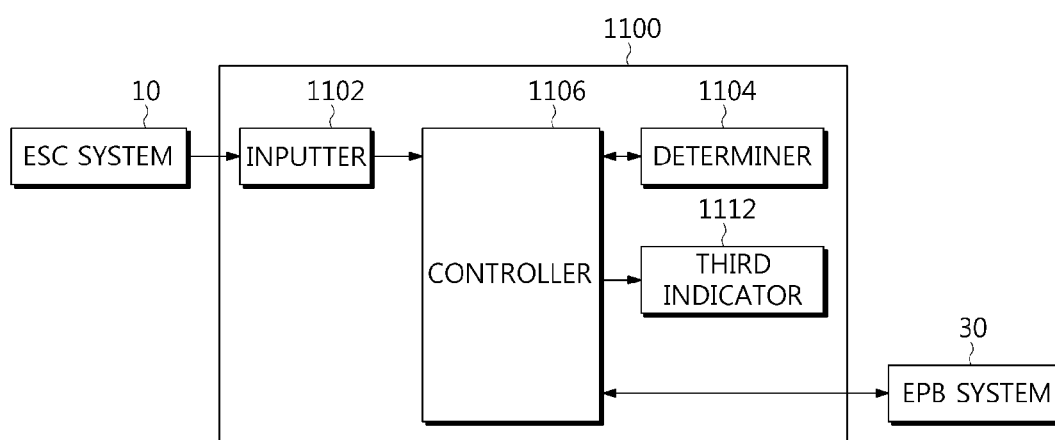 1100
10
1102
1106
1104
ESC SYSTEM
INPUTTER
DETERMINER
1112
CONTROLLER
THIRD
INDICATOR
30
EPB SYSTEM